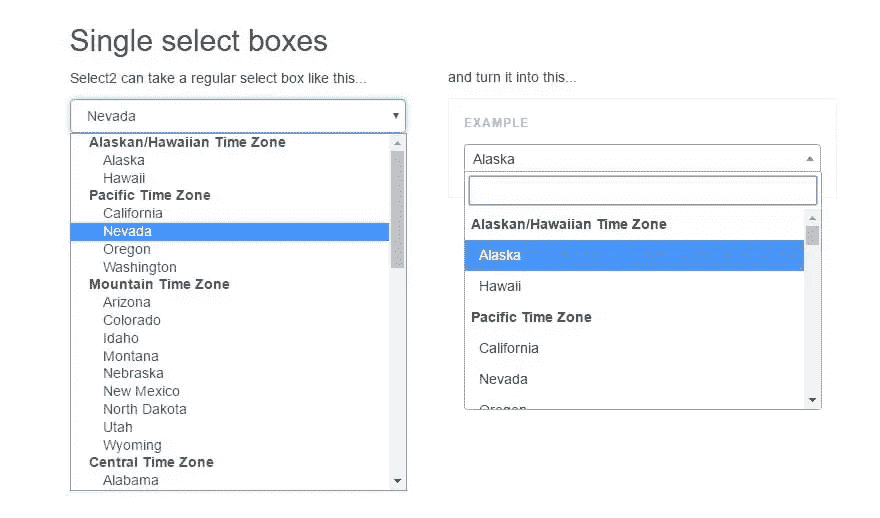 Single select boxes
Select2 can take a regular select box like this...
Nevada
Alaskan/Hawaiian Time Zone
Alaska
Hawaii
Pacific Time Zone
California
Nevada
Oregon
Washington
Mountain Time Zone
Arizona
Colorado
Idaho
Montana
Nebraska
New Mexico
North Dakota
Utah
Wyoming
Central Time Zone
Alabama
and turn it into this...
EXAMPLE
Alaska
Alaskan/Hawaiian Time Zone
Alaska
Hawaii
Pacific Time Zone
California
Nevada
Oregon